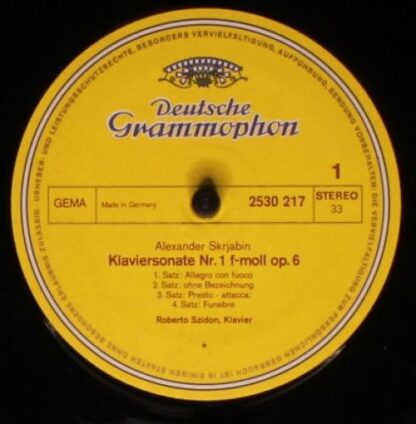 URHEBER- UND LEISTUNGSSCHUTZRECHTE, BESONDERS VERVIELFÄLTIGUNG, AUFFÜHRUNG, SENDUNG VORBEHALTEN. DIE VERVIELFÄLTIGUNG ZUM PERSÖNLICHEN GEBRAUCH IST IN EINIGEN STAATEN OHNE BESONDERE ERLAUBNIS ZULÄSSIG
Deutsche
Grammophon
1
GEMA
Made in Germany
2530 217
STEREO
33
Alexander Skrjabin
Klaviersonate Nr. 1 f-moll op. 6
1. Satz: Allegro con fuoco
2. Satz: ohne Bezeichnung
3. Satz: Presto - attacca:
4. Satz: Funebre
Roberto Szidon, Klavier